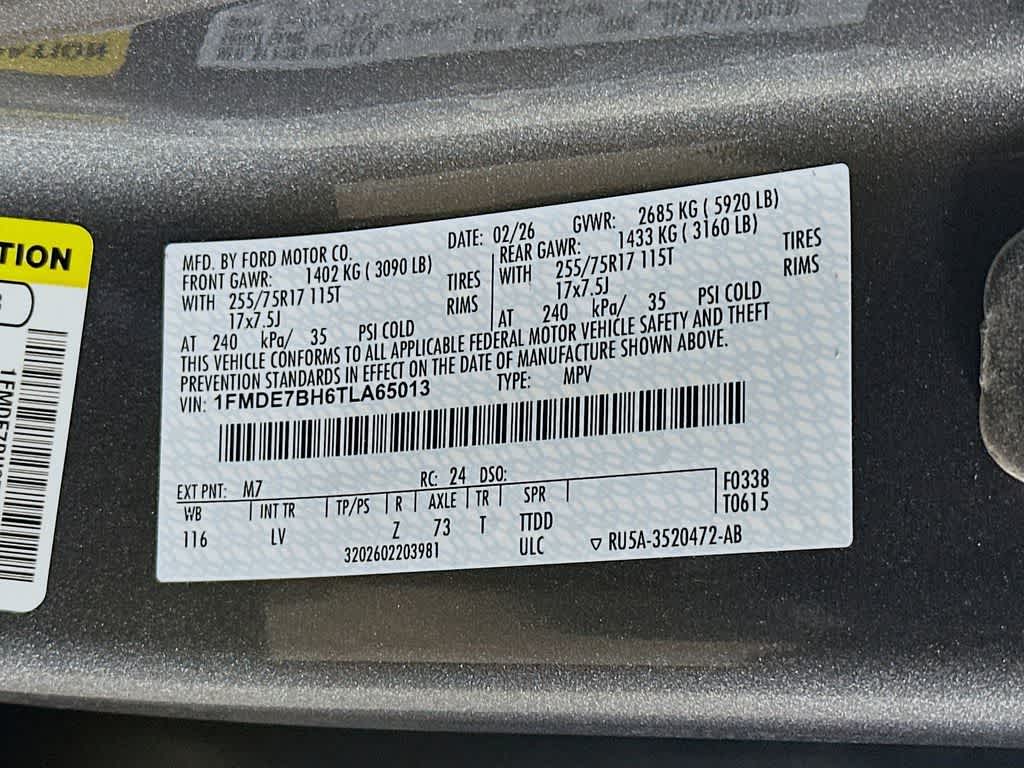 TION
1FMDE7BH
MFD. BY FORD MOTOR CO. DATE: 02/26 GVWR: 2685 KG ( 5920 LB)
FRONT GAWR: 1402 KG ( 3090 LB) REAR GAWR: 1433 KG ( 3160 LB)
WITH 255/75R17 115T TIRES WITH 255/75R17 115T TIRES
17x7.5J RIMS 17x7.5J RIMS
AT 240 kPa/ 35 PSI COLD AT 240 kPa/ 35 PSI COLD
THIS VEHICLE CONFORMS TO ALL APPLICABLE FEDERAL MOTOR VEHICLE SAFETY AND THEFT
PREVENTION STANDARDS IN EFFECT ON THE DATE OF MANUFACTURE SHOWN ABOVE.
VIN: 1FMDE7BH6TLA65013 TYPE: MPV
EXT PNT: M7 RC: 24 DSO: F0338
WB INT TR TP/PS R AXLE TR SPR T0615
116 LV Z 73 T TTDD
3202602203981 ULC ▽ RU5A-3520472-AB